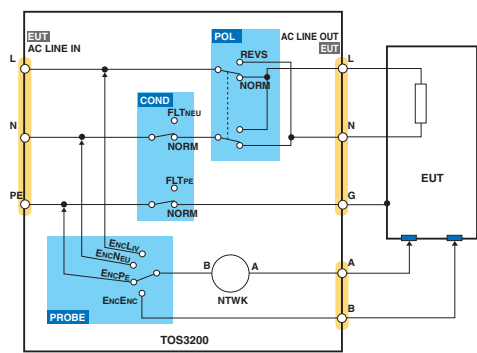 EUT
AC LINE IN
POL
AC LINE OUT
EUT
L
REVS
L
NORM
COND
FLTNEU
N
NORM
N
EUT
FLTPE
PE
NORM
G
ENCLIV
ENCNEU
ENCPE
B
A
A
ENCENC
NTWK
B
PROBE
TOS3200